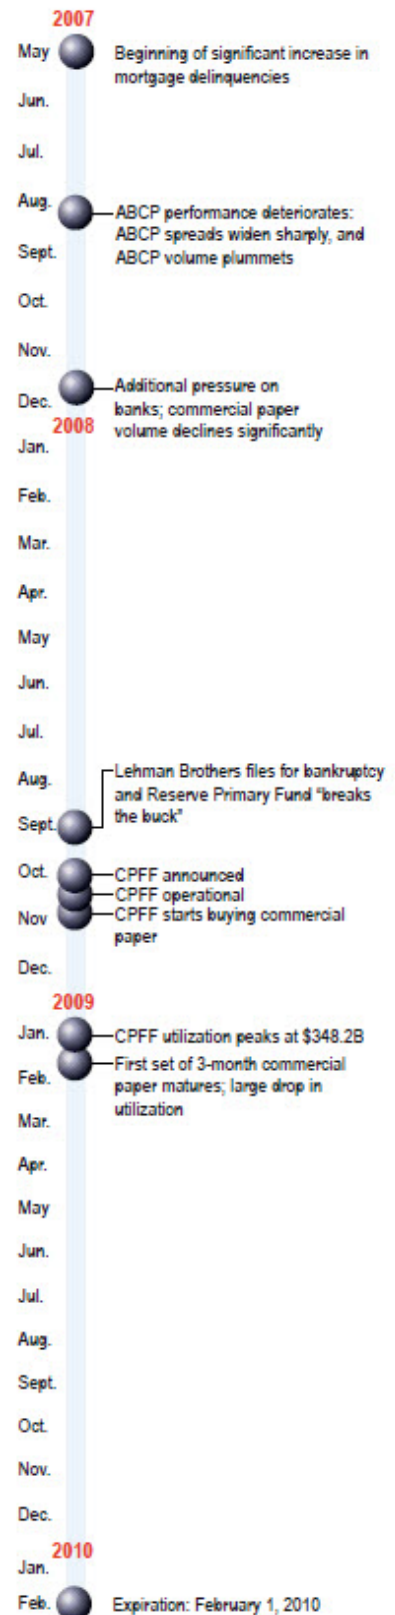 2007
May
Beginning of significant increase in
mortgage delinquencies
Jun.
Jul.
Aug.
ABCP performance deteriorates:
ABCP spreads widen sharply, and
ABCP volume plummets
Sept.
Oct.
Nov.
Dec.
Additional pressure on
banks; commercial paper
volume declines significantly
2008
Jan.
Feb.
Mar.
Apr.
May
Jun.
Jul.
Aug.
Lehman Brothers files for bankruptcy
and Reserve Primary Fund “breaks
the buck”
Sept.
Oct.
CPFF announced
CPFF operational
Nov
CPFF starts buying commercial
paper
Dec.
2009
Jan.
CPFF utilization peaks at $348.2B
Feb.
First set of 3-month commercial
paper matures; large drop in
utilization
Mar.
Apr.
May
Jun.
Jul.
Aug.
Sept.
Oct.
Nov.
Dec.
2010
Jan.
Feb.
Expiration: February 1, 2010